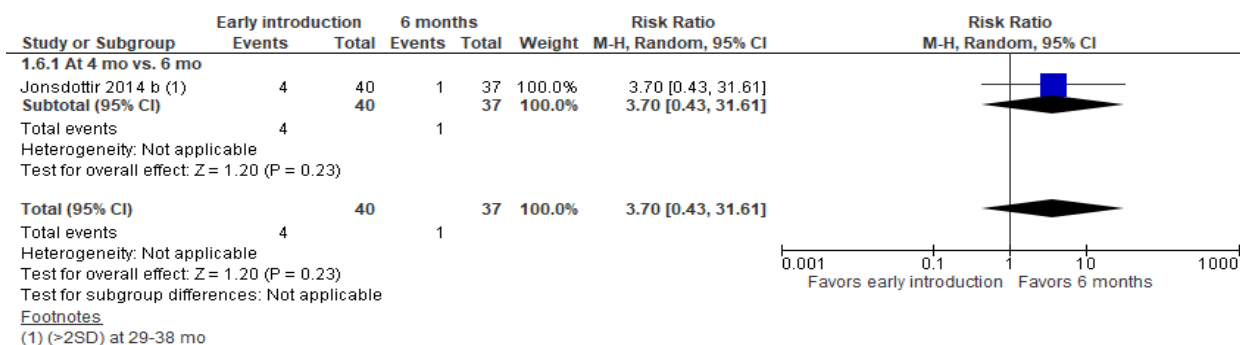 Early introduction 6 months Risk Ratio Risk Ratio
Study or Subgroup Events Total Events Total Weight M-H, Random, 95% CI M-H, Random, 95% CI
1.6.1 At 4 mo vs. 6 mo
Jonsdottir 2014 b (1) 4 40 1 37 100.0% 3.70 [0.43, 31.61]
Subtotal (95% CI) 40 37 100.0% 3.70 [0.43, 31.61]
Total events 4 1
Heterogeneity: Not applicable
Test for overall effect: Z = 1.20 (P = 0.23)
Total (95% CI) 40 37 100.0% 3.70 [0.43, 31.61]
Total events 4 1
Heterogeneity: Not applicable
Test for overall effect: Z = 1.20 (P = 0.23)
Test for subgroup differences: Not applicable
0.001 0.1 1 10 1000
Favors early introduction Favors 6 months
Footnotes
(1) (>2SD) at 29-38 mo